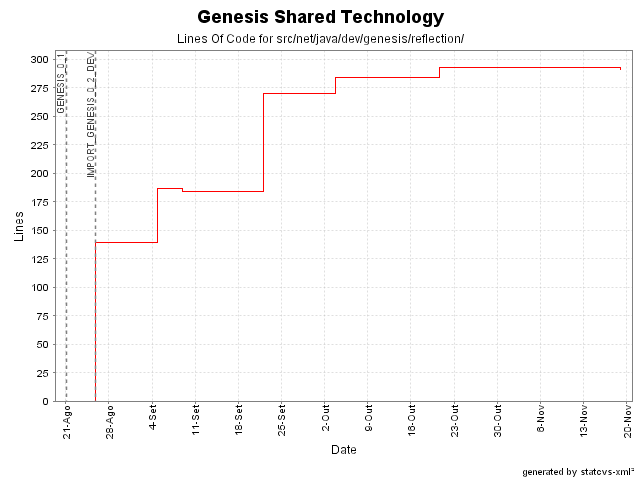 Genesis Shared Technology
Lines Of Code for src/net/java/dev/genesis/reflection/
GENESIS_0_1
IMPORT_GENESIS_0_2_DEV
Lines
300
275
250
225
200
175
150
125
100
75
50
25
0
21-Ago
28-Ago
4-Set
11-Set
18-Set
25-Set
2-Out
9-Out
16-Out
23-Out
30-Out
6-Nov
13-Nov
20-Nov
Date
generated by statcvs-xml²